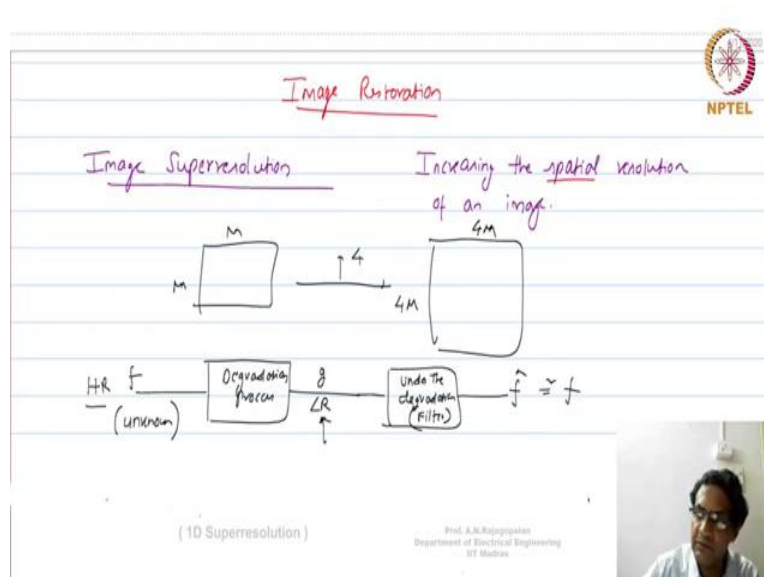 NPTEL
Image Restoration
Image Superresolution
Increasing the spatial resolution
of an image.
M
M
↑ 4
4M
4M
HR f
(unknown)
Degradation
process
g
LR
↑
Undo the
degradation
(Filter)
f̂ ≅ f
( 1D Superresolution )
Prof. A.N.Rajagopalan
Department of Electrical Engineering
IIT Madras